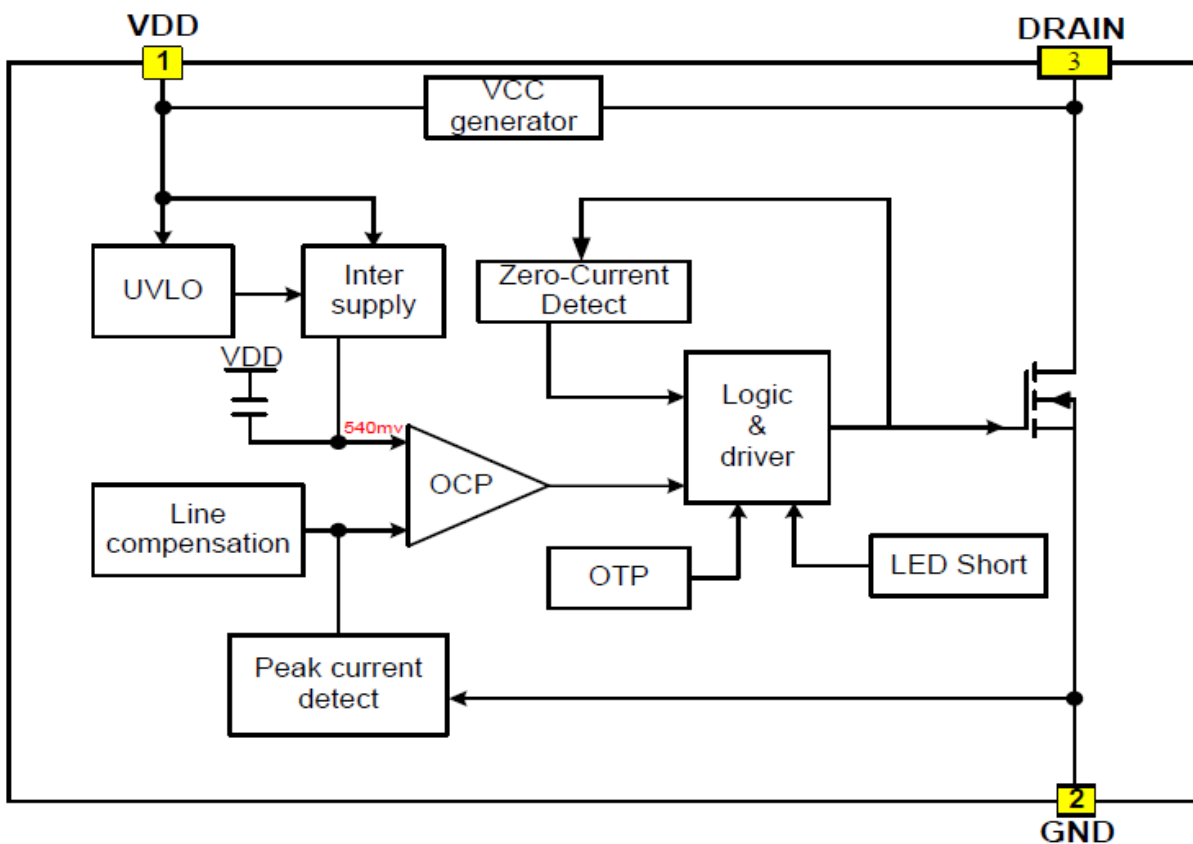 VDD
1
DRAIN
3
VCC
generator
UVLO
Inter
supply
Zero-Current
Detect
VDD
540mv
OCP
Logic
&
driver
Line
compensation
OTP
LED Short
Peak current
detect
2
GND